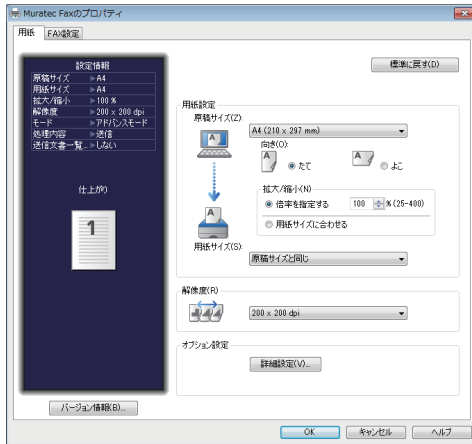 Muratec Faxのプロパティ
用紙 FAX設定
設定情報
原稿サイズ ▶A4
用紙サイズ ▶A4
拡大/縮小 ▶100 %
解像度 ▶200 x 200 dpi
モード ▶アドバンスモード
処理内容 ▶送信
送信文書一覧... ▶しない
仕上がり
1
バージョン情報(B)...
標準に戻す(D)
用紙設定
原稿サイズ(Z):
A4 (210 x 297 mm)
向き(O):
A たて A よこ
A
拡大/縮小(N)
倍率を指定する 100 % (25-400)
用紙サイズに合わせる
A
用紙サイズ(S):
原稿サイズと同じ
解像度(R)
200 x 200 dpi
オプション設定
詳細設定(V)...
OK キャンセル ヘルプ